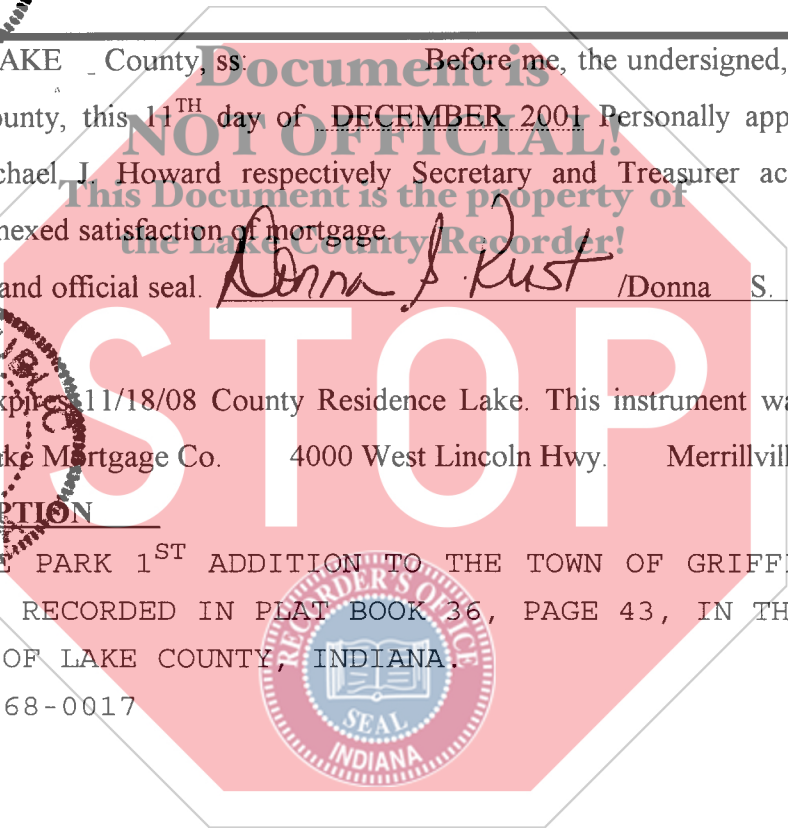 AKE County, ss: Before me, the undersigned,
Document is
ounty, this 11TH day of DECEMBER 2001 Personally app
NOT OFFICIAL!
chael J. Howard respectively Secretary and Treasurer ac
This Document is the property of
nexed satisfaction of mortgage.
the Lake County Recorder!
and official seal. Donna S. Rust /Donna S.
STOP
xpires 11/18/08 County Residence Lake. This instrument wa
ake Mortgage Co. 4000 West Lincoln Hwy. Merrillvill
PTION
E PARK 1ST ADDITION TO THE TOWN OF GRIFF
RECORDED IN PLAT BOOK 36, PAGE 43, IN TH
OF LAKE COUNTY, INDIANA.
68-0017
RECORDER'S OFFICE
SEAL
INDIANA